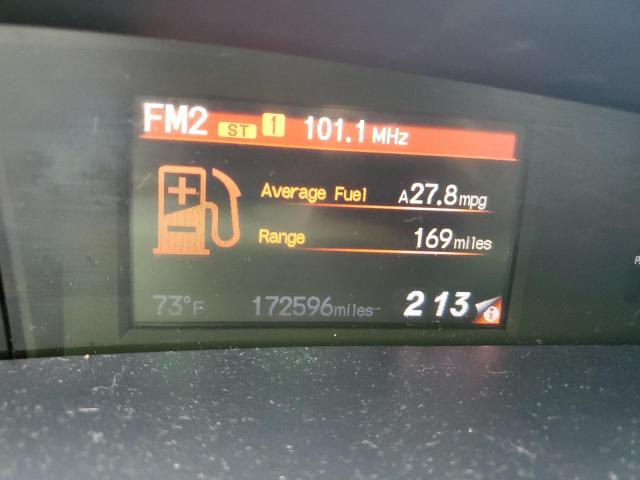 FM2 ST 1 101.1 MHz
Average Fuel A27.8mpg
Range 169miles
73°F 172596miles 2 13 i